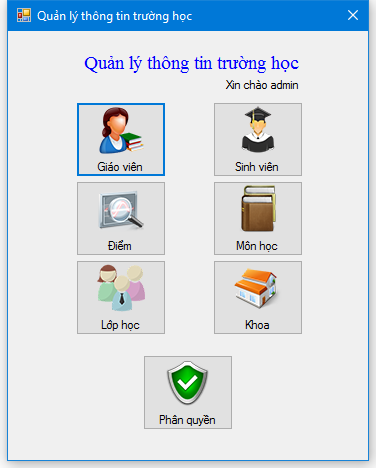 Quản lý thông tin trường học
Quản lý thông tin trường học
Xin chào admin
Giáo viên
Sinh viên
Điểm
Môn học
Lớp học
Khoa
Phân quyền